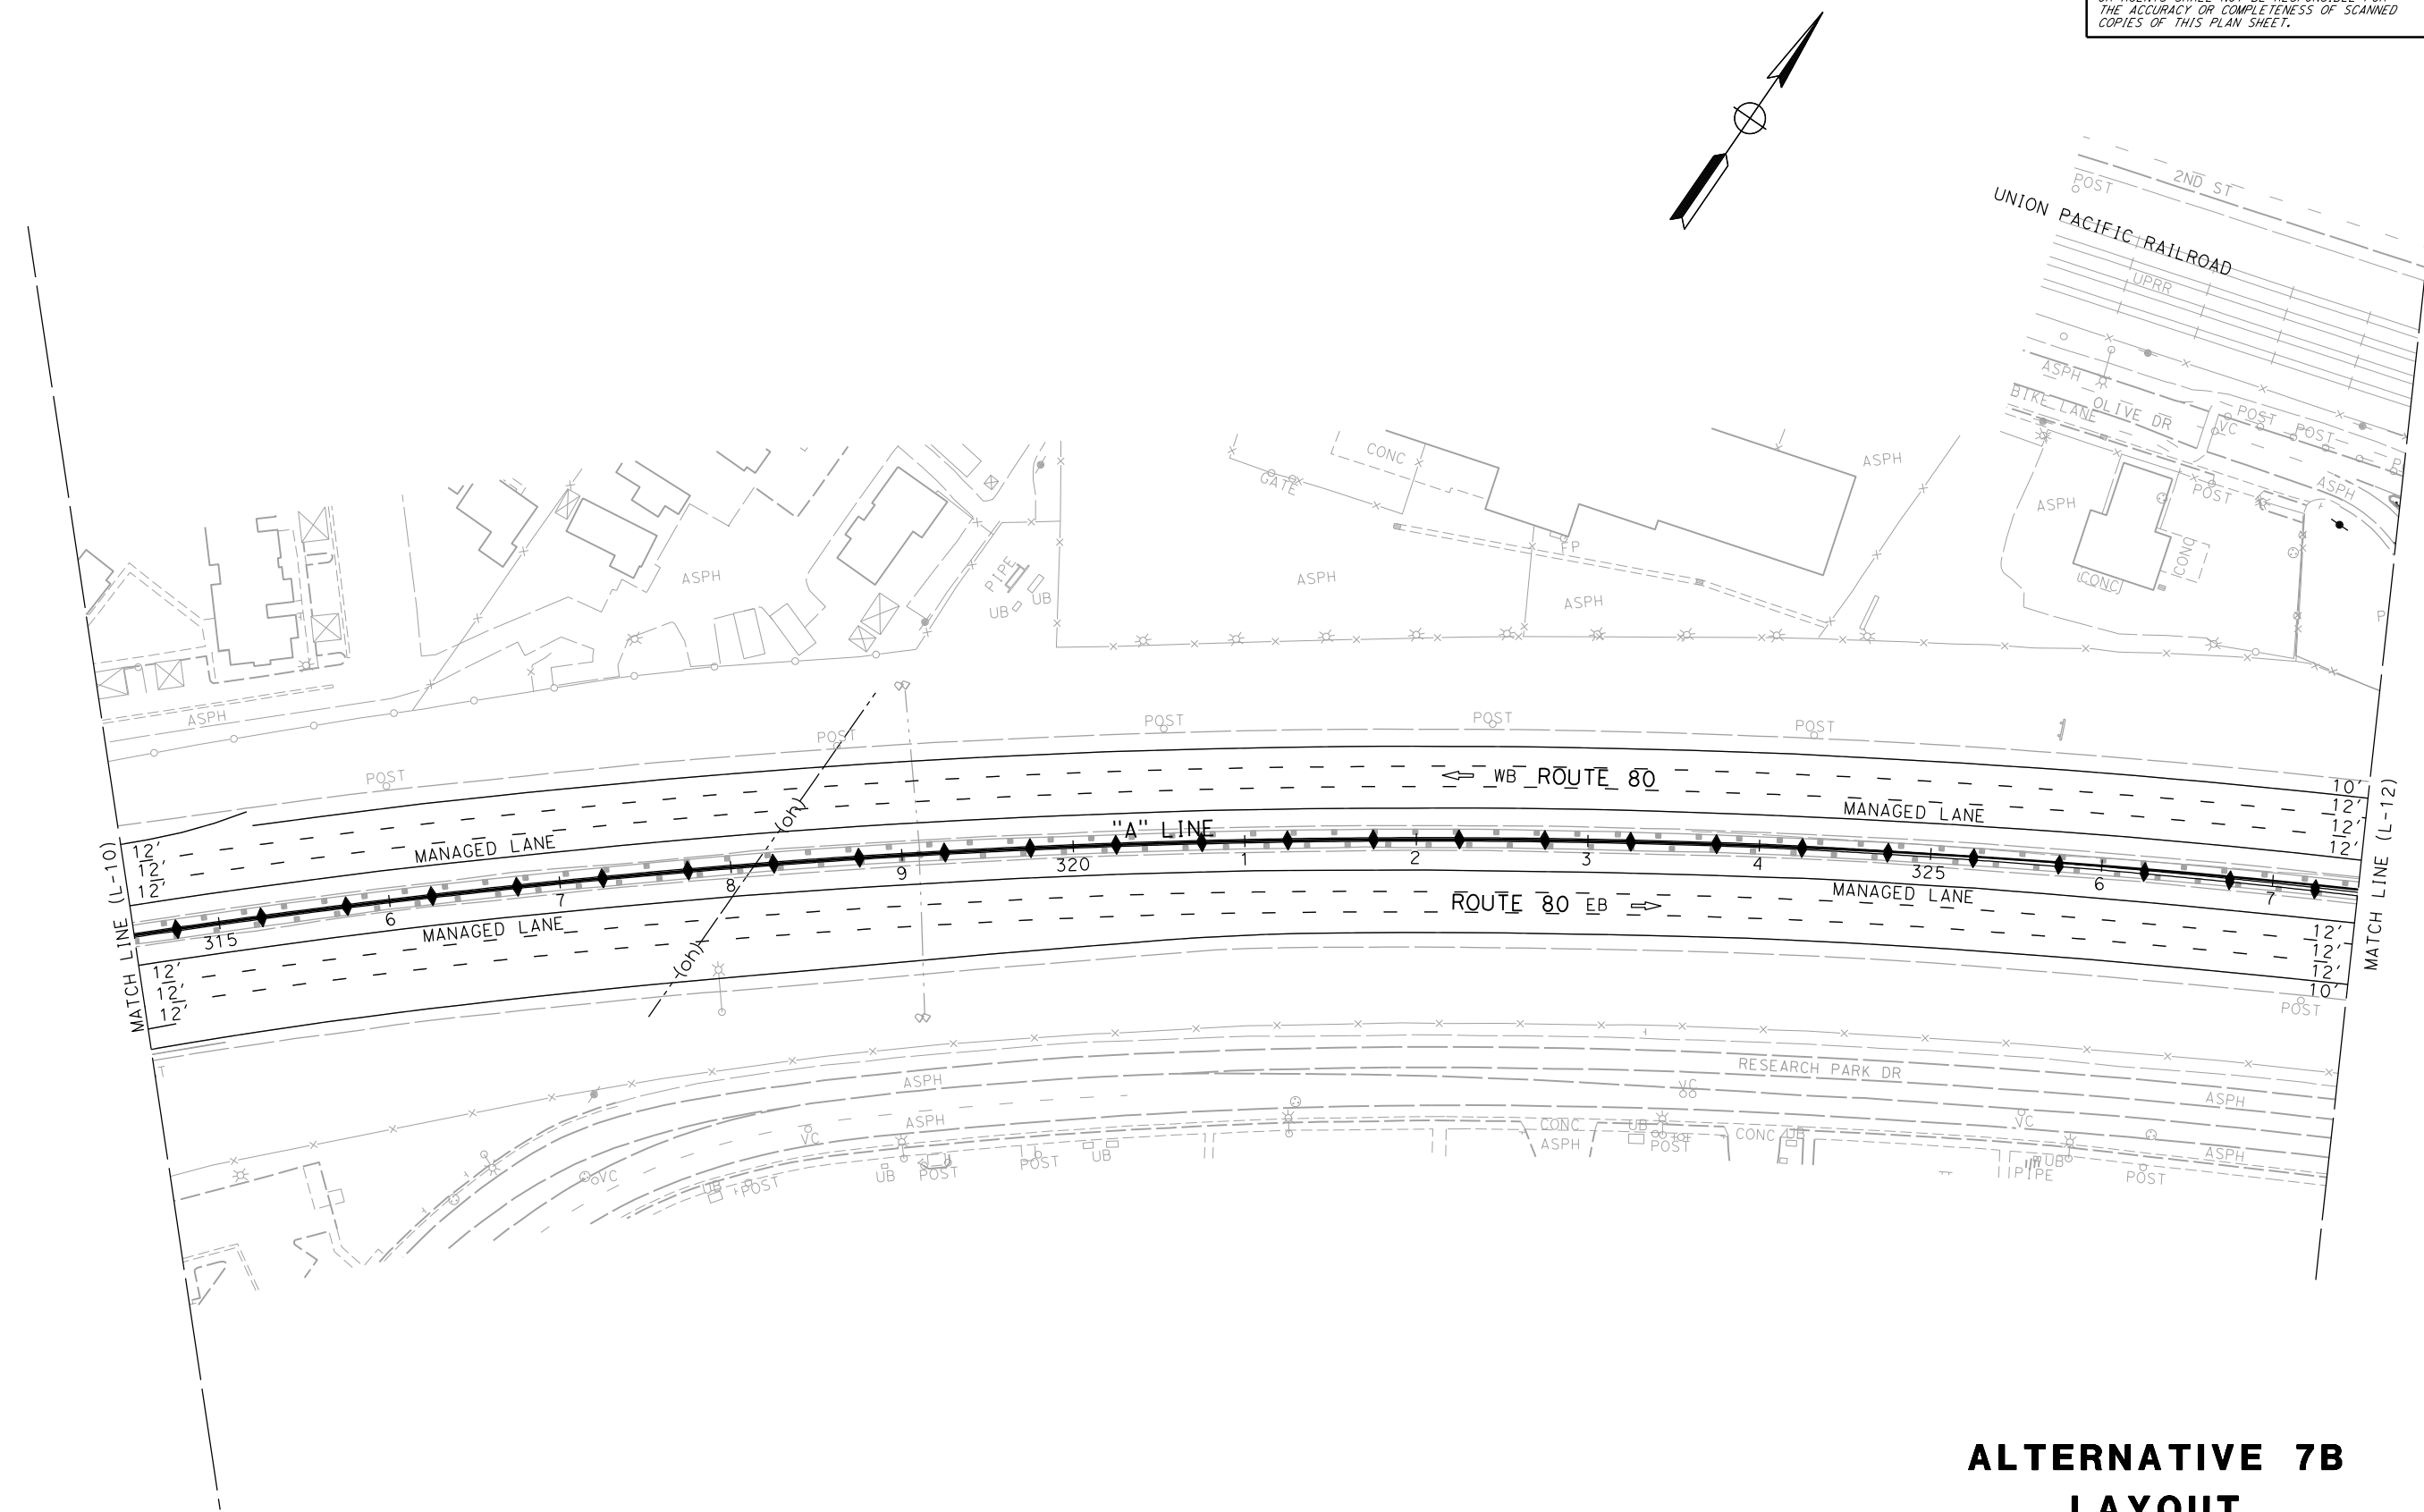 THE ACCURACY OR COMPLETENESS OF SCANNED
COPIES OF THIS PLAN SHEET.
2ND ST
POST
UNION PACIFIC RAILROAD
UPRR
ASPH
BIKE LANE
OLIVE DR
POST
VC
POST
ASPH
POST
ASPH
CONC
CONC
CONC
GATE
ASPH
FP
ASPH
ASPH
ASPH
PIPE
UB
UB
ASPH
POST
POST
POST
POST
POST
WB ROUTE 80
MANAGED LANE
MANAGED LANE
"A" LINE
(oh)
10'
12'
12'
12'
12'
12'
12'
MATCH LINE (L-10)
MATCH LINE (L-12)
315
6
7
8
9
320
1
2
3
4
325
6
7
MANAGED LANE
MANAGED LANE
ROUTE 80 EB
(oh)
12'
12'
12'
12'
12'
12'
10'
POST
T
ASPH
RESEARCH PARK DR
VC
ASPH
ASPH
VC
CONC
ASPH
UB
POST
CONC
UB
VC
ASPH
UB
PIPE
POST
VC
UB
POST
UB
POST
POST
UB
ALTERNATIVE 7B
LAYOUT